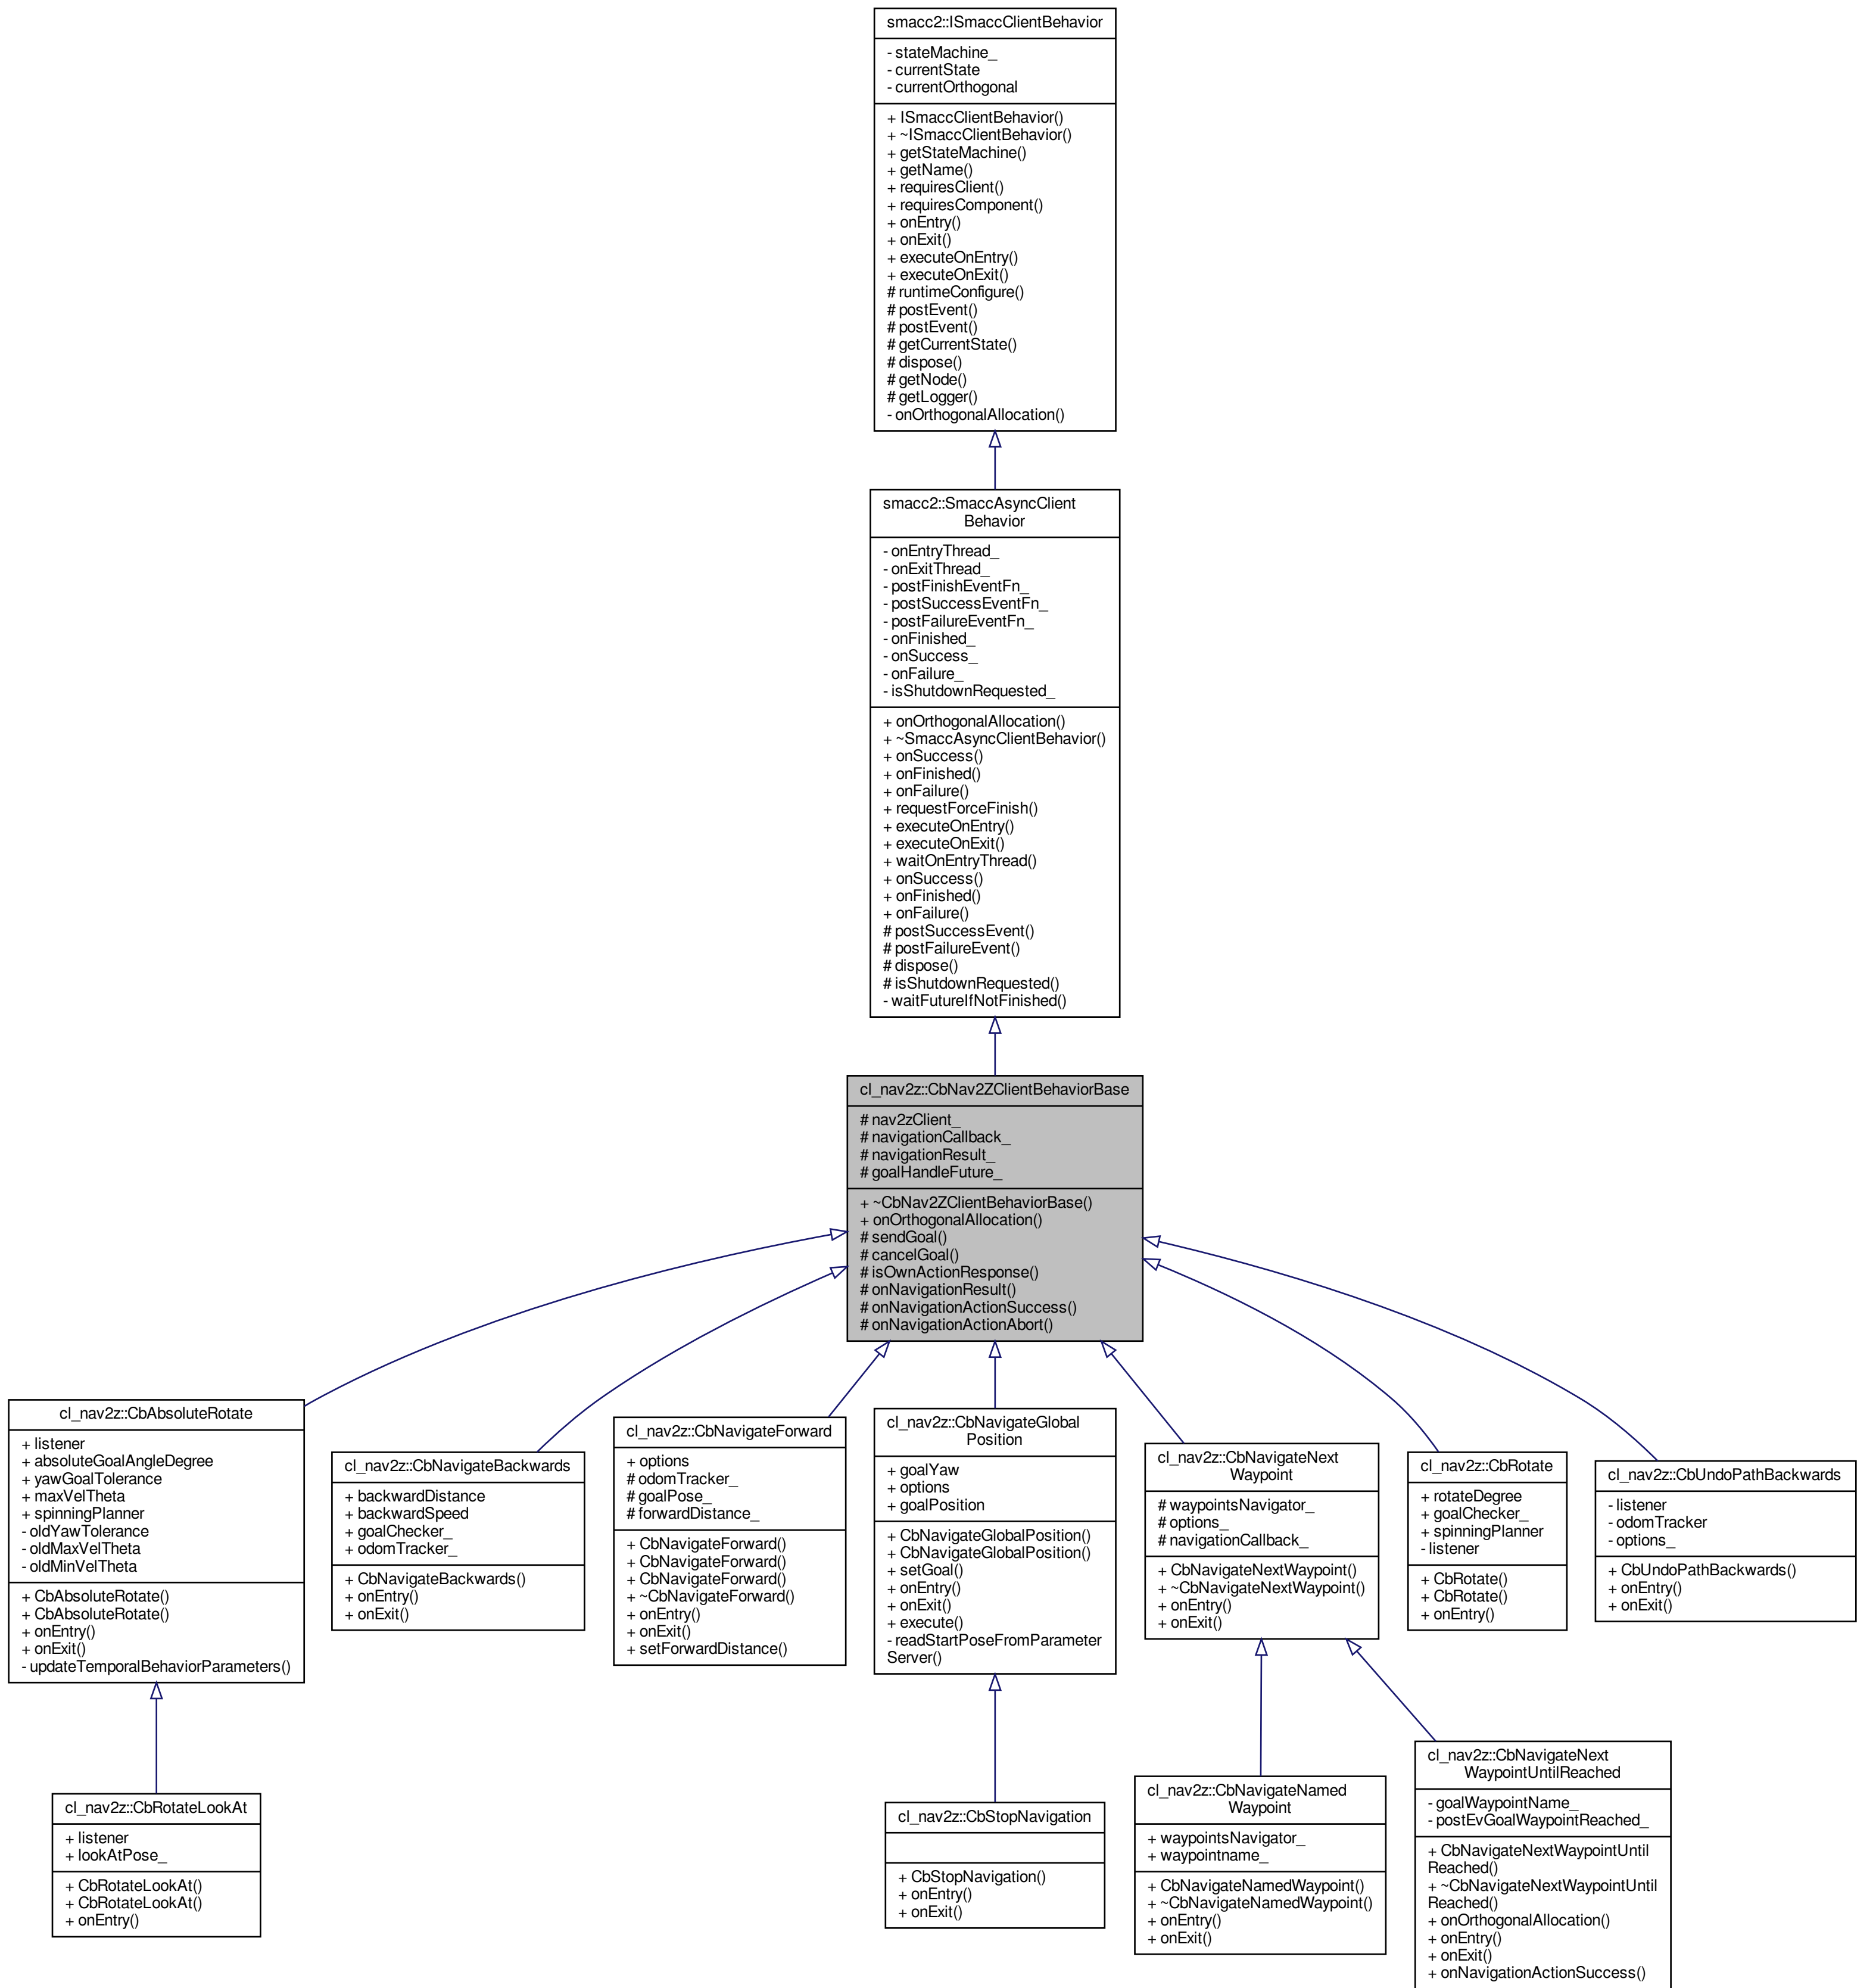 smacc2::ISmaccClientBehavior
- stateMachine_
- currentState
- currentOrthogonal
+ ISmaccClientBehavior()
+ ~ISmaccClientBehavior()
+ getStateMachine()
+ getName()
+ requiresClient()
+ requiresComponent()
+ onEntry()
+ onExit()
+ executeOnEntry()
+ executeOnExit()
# runtimeConfigure()
# postEvent()
# postEvent()
# getCurrentState()
# dispose()
# getNode()
# getLogger()
- onOrthogonalAllocation()
smacc2::SmaccAsyncClient
Behavior
- onEntryThread_
- onExitThread_
- postFinishEventFn_
- postSuccessEventFn_
- postFailureEventFn_
- onFinished_
- onSuccess_
- onFailure_
- isShutdownRequested_
+ onOrthogonalAllocation()
+ ~SmaccAsyncClientBehavior()
+ onSuccess()
+ onFinished()
+ onFailure()
+ requestForceFinish()
+ executeOnEntry()
+ executeOnExit()
+ waitOnEntryThread()
+ onSuccess()
+ onFinished()
+ onFailure()
# postSuccessEvent()
# postFailureEvent()
# dispose()
# isShutdownRequested()
- waitFutureIfNotFinished()
cl_nav2z::CbNav2ZClientBehaviorBase
# nav2zClient_
# navigationCallback_
# navigationResult_
# goalHandleFuture_
+ ~CbNav2ZClientBehaviorBase()
+ onOrthogonalAllocation()
# sendGoal()
# cancelGoal()
# isOwnActionResponse()
# onNavigationResult()
# onNavigationActionSuccess()
# onNavigationActionAbort()
cl_nav2z::CbAbsoluteRotate
+ listener
+ absoluteGoalAngleDegree
+ yawGoalTolerance
+ maxVelTheta
+ spinningPlanner
- oldYawTolerance
- oldMaxVelTheta
- oldMinVelTheta
+ CbAbsoluteRotate()
+ CbAbsoluteRotate()
+ onEntry()
+ onExit()
- updateTemporalBehaviorParameters()
cl_nav2z::CbNavigateBackwards
+ backwardDistance
+ backwardSpeed
+ goalChecker_
+ odomTracker_
+ CbNavigateBackwards()
+ onEntry()
+ onExit()
cl_nav2z::CbNavigateForward
+ options
# odomTracker_
# goalPose_
# forwardDistance_
+ CbNavigateForward()
+ CbNavigateForward()
+ CbNavigateForward()
+ ~CbNavigateForward()
+ onEntry()
+ onExit()
+ setForwardDistance()
cl_nav2z::CbNavigateGlobal
Position
+ goalYaw
+ options
+ goalPosition
+ CbNavigateGlobalPosition()
+ CbNavigateGlobalPosition()
+ setGoal()
+ onEntry()
+ onExit()
+ execute()
- readStartPoseFromParameter
Server()
cl_nav2z::CbNavigateNext
Waypoint
# waypointsNavigator_
# options_
# navigationCallback_
+ CbNavigateNextWaypoint()
+ ~CbNavigateNextWaypoint()
+ onEntry()
+ onExit()
cl_nav2z::CbRotate
+ rotateDegree
+ goalChecker_
+ spinningPlanner
- listener
+ CbRotate()
+ CbRotate()
+ onEntry()
cl_nav2z::CbUndoPathBackwards
- listener
- odomTracker
- options_
+ CbUndoPathBackwards()
+ onEntry()
+ onExit()
cl_nav2z::CbRotateLookAt
+ listener
+ lookAtPose_
+ CbRotateLookAt()
+ CbRotateLookAt()
+ onEntry()
cl_nav2z::CbStopNavigation
+ CbStopNavigation()
+ onEntry()
+ onExit()
cl_nav2z::CbNavigateNamed
Waypoint
+ waypointsNavigator_
+ waypointname_
+ CbNavigateNamedWaypoint()
+ ~CbNavigateNamedWaypoint()
+ onEntry()
+ onExit()
cl_nav2z::CbNavigateNext
WaypointUntilReached
- goalWaypointName_
- postEvGoalWaypointReached_
+ CbNavigateNextWaypointUntil
Reached()
+ ~CbNavigateNextWaypointUntil
Reached()
+ onOrthogonalAllocation()
+ onEntry()
+ onExit()
+ onNavigationActionSuccess()